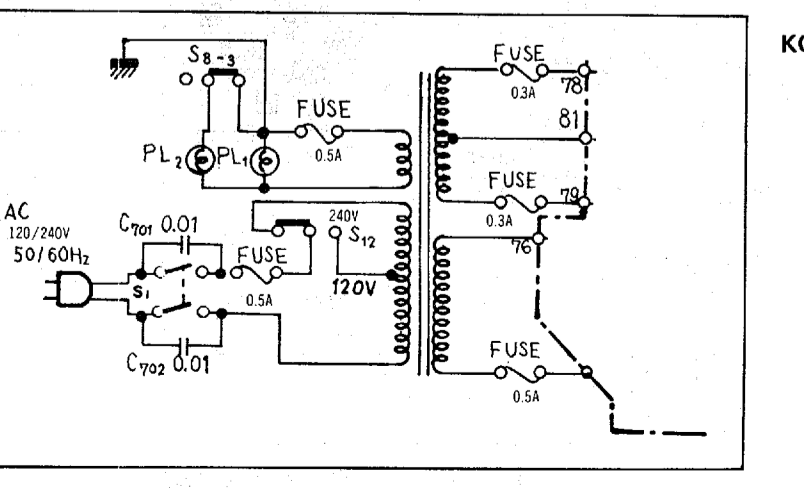 KC
S8-3
FUSE
0.3A
78
81
FUSE
0.5A
PL2
PL1
FUSE
0.3A
79
AC
120/240V
50/60Hz
C701 0.01
240V
S12
FUSE
0.5A
120V
76
S1
C702 0.01
FUSE
0.5A